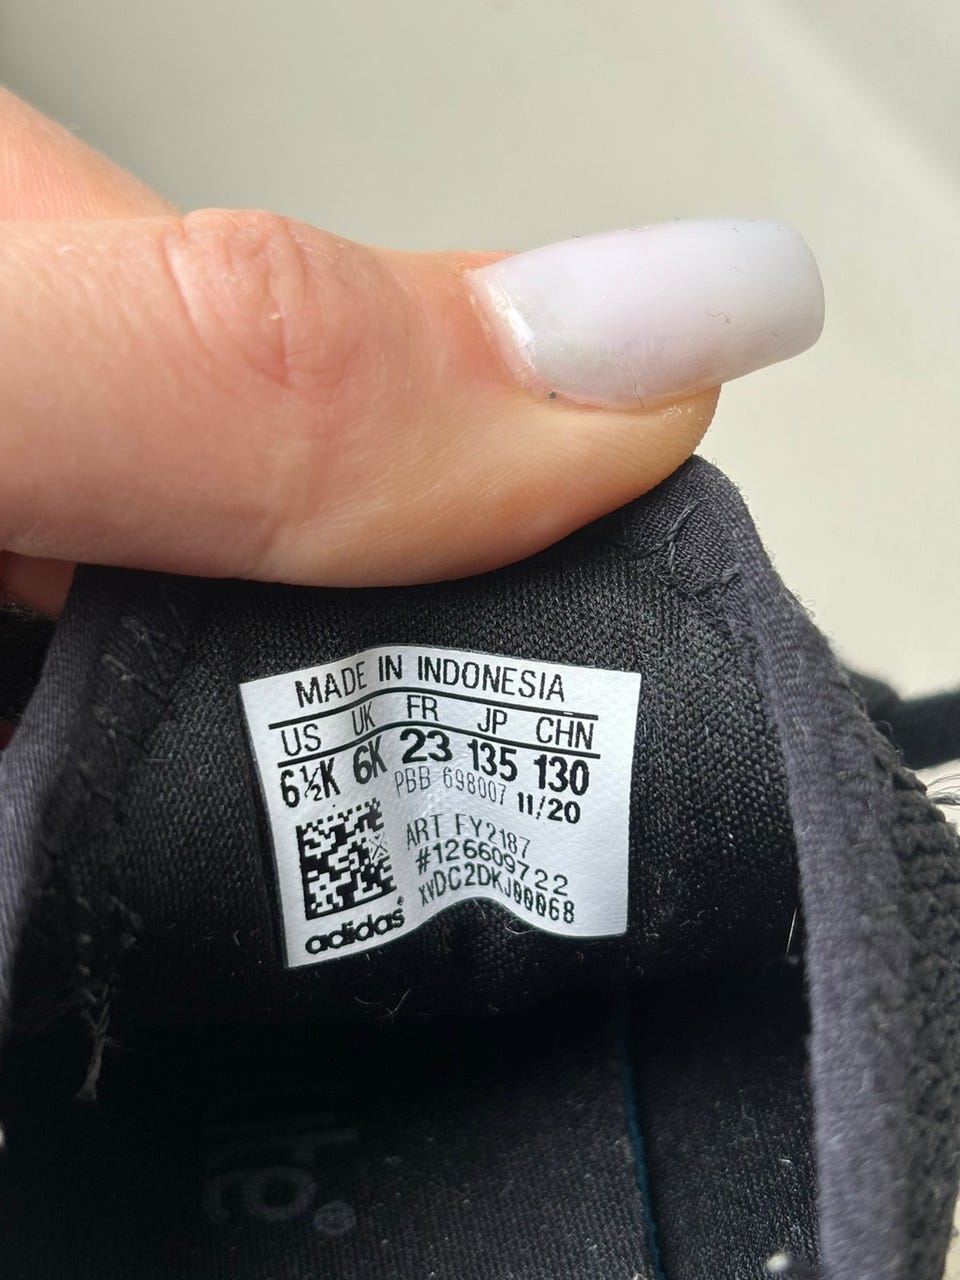 MADE IN INDONESIA
US UK FR JP CHN
6½K 6K 23 135 130
PBB 698007 11/20
ART FY2187
#126609722
xvDC2DKJ00068
adidas®